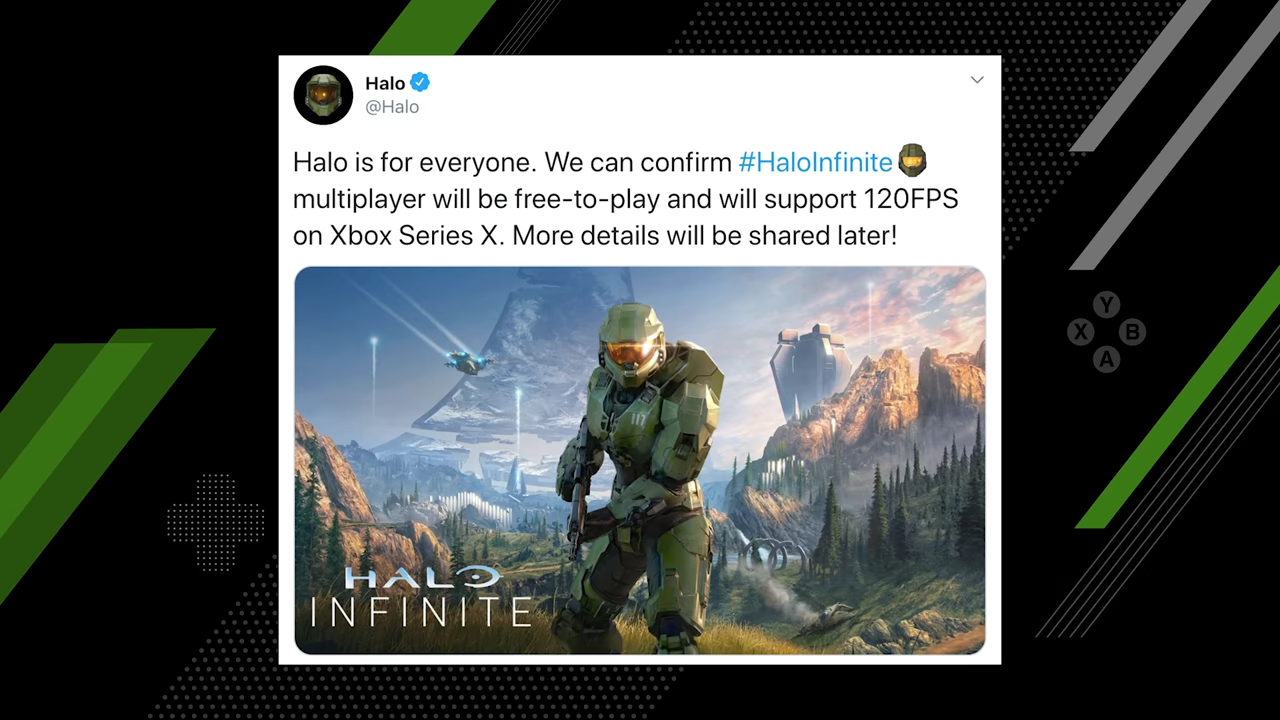 Halo
@Halo
Halo is for everyone. We can confirm #HaloInfinite
multiplayer will be free-to-play and will support 120FPS
on Xbox Series X. More details will be shared later!
117
HALO
INFINITE
Y
X B
A